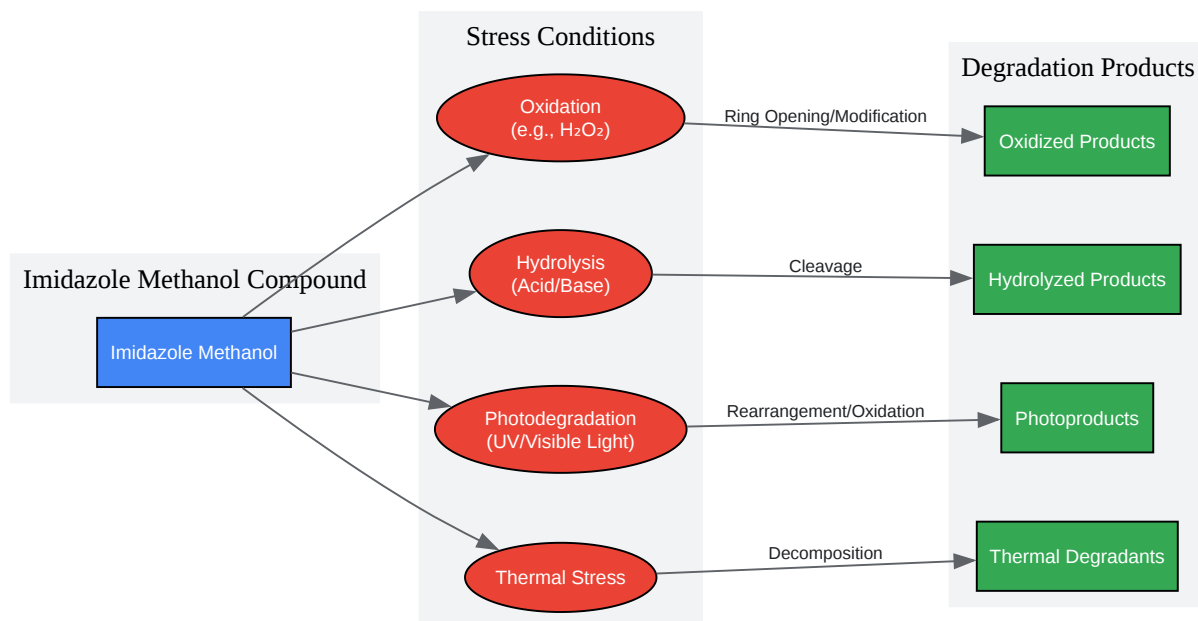 Stress Conditions
Degradation Products
Oxidation
(e.g., H₂O₂)
Ring Opening/Modification
Oxidized Products
Imidazole Methanol Compound
Hydrolysis
(Acid/Base)
Cleavage
Hydrolyzed Products
Imidazole Methanol
Photodegradation
(UV/Visible Light)
Rearrangement/Oxidation
Photoproducts
Thermal Stress
Decomposition
Thermal Degradants